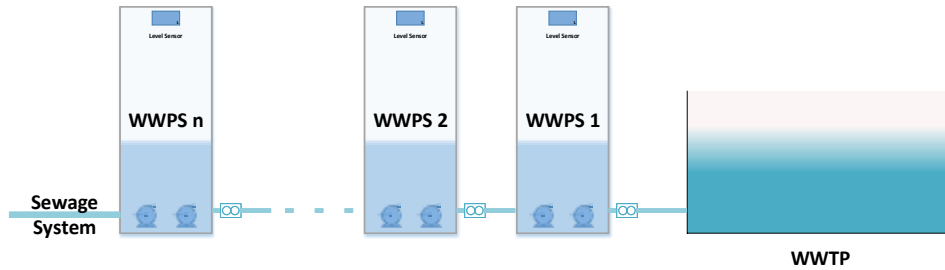 Level Sensor
Level Sensor
Level Sensor
WWPS n
WWPS 2
WWPS 1
Sewage
System
WWTP